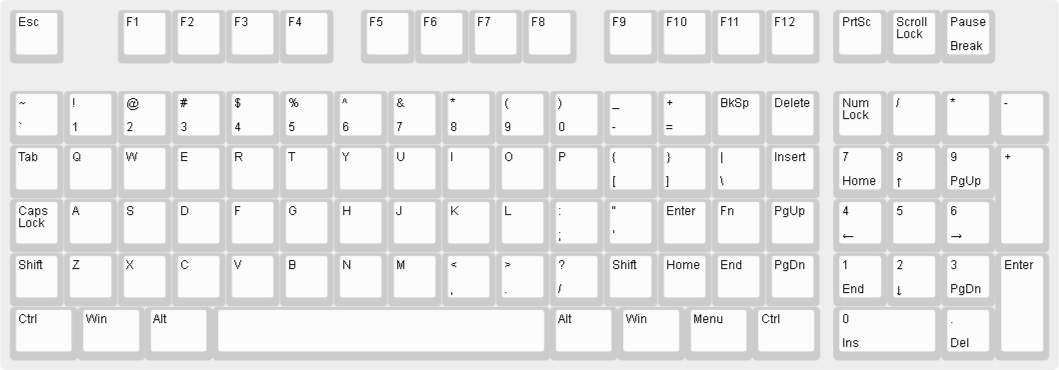 Esc F1 F2 F3 F4 F5 F6 F7 F8 F9 F10 F11 F12 PrtSc Scroll Pause
Lock
Break
~ ! @ # $ % ^ & * ( ) _ + BkSp Delete Num / * -
Lock
` 1 2 3 4 5 6 7 8 9 0 - =
Tab Q W E R T Y U I O P { } | Insert 7 8 9 +
[ ] \ Home ↑ PgUp
Caps A S D F G H J K L : " Enter Fn PgUp 4 5 6
Lock
; ' ← →
Shift Z X C V B N M < > ? Shift Home End PgDn 1 2 3 Enter
, . / End ↓ PgDn
Ctrl Win Alt Alt Win Menu Ctrl 0 .
Ins Del